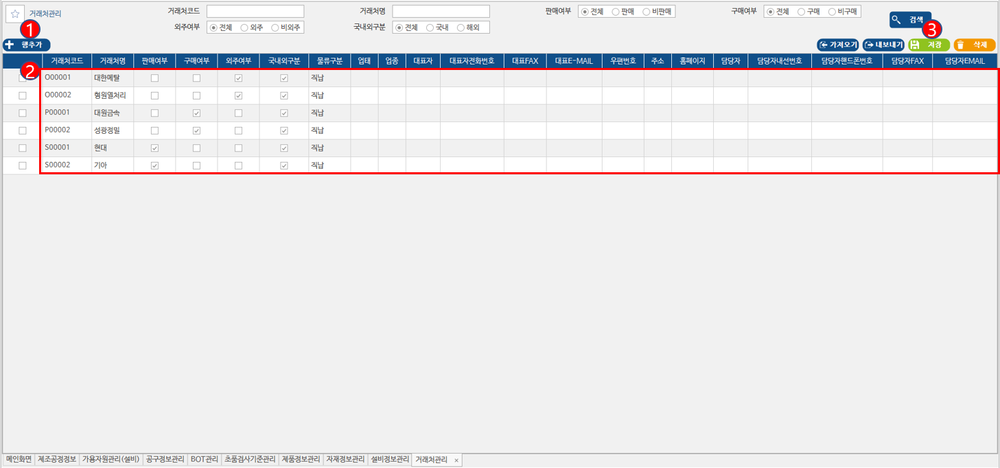 거래처관리
거래처코드
거래처명
판매여부 전체 판매 비판매
구매여부 전체 구매 비구매
외주여부 전체 외주 비외주
국내외구분 전체 국내 해외
검색
1
3
행추가
가져오기 내보내기 저장 삭제
거래처코드 거래처명 판매여부 구매여부 외주여부 국내외구분 물류구분 업태 업종 대표자 대표자전화번호 대표FAX 대표E-MAIL 우편번호 주소 홈페이지 담당자 담당자내선번호 담당자핸드폰번호 담당자FAX 담당자EMAIL
2
O00001 대한메탈 직납
O00002 형원열처리 직납
P00001 대원금속 직납
P00002 성광정밀 직납
S00001 현대 직납
S00002 기아 직납
메인화면 제조공정정보 가용자원관리(설비) 공구정보관리 BOT관리 초품검사기준관리 제품정보관리 자재정보관리 설비정보관리 거래처관리 ×